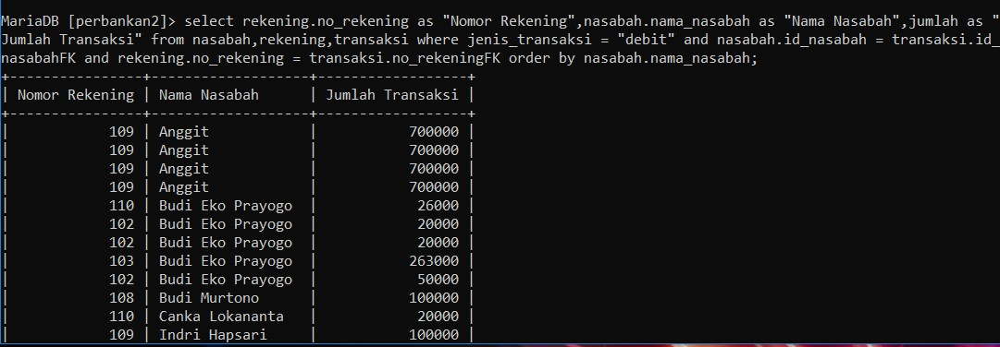 MariaDB [perbankan2]> select rekening.no_rekening as "Nomor Rekening",nasabah.nama_nasabah as "Nama Nasabah",jumlah as "
Jumlah Transaksi" from nasabah,rekening,transaksi where jenis_transaksi = "debit" and nasabah.id_nasabah = transaksi.id_
nasabahFK and rekening.no_rekening = transaksi.no_rekeningFK order by nasabah.nama_nasabah;
+----------------+-------------------+------------------+
| Nomor Rekening | Nama Nasabah      | Jumlah Transaksi |
+----------------+-------------------+------------------+
|            109 | Anggit            |           700000 |
|            109 | Anggit            |           700000 |
|            109 | Anggit            |           700000 |
|            109 | Anggit            |           700000 |
|            110 | Budi Eko Prayogo  |            26000 |
|            102 | Budi Eko Prayogo  |            20000 |
|            102 | Budi Eko Prayogo  |            20000 |
|            103 | Budi Eko Prayogo  |           263000 |
|            102 | Budi Eko Prayogo  |            50000 |
|            108 | Budi Murtono      |           100000 |
|            110 | Canka Lokananta   |            20000 |
|            109 | Indri Hapsari     |           100000 |